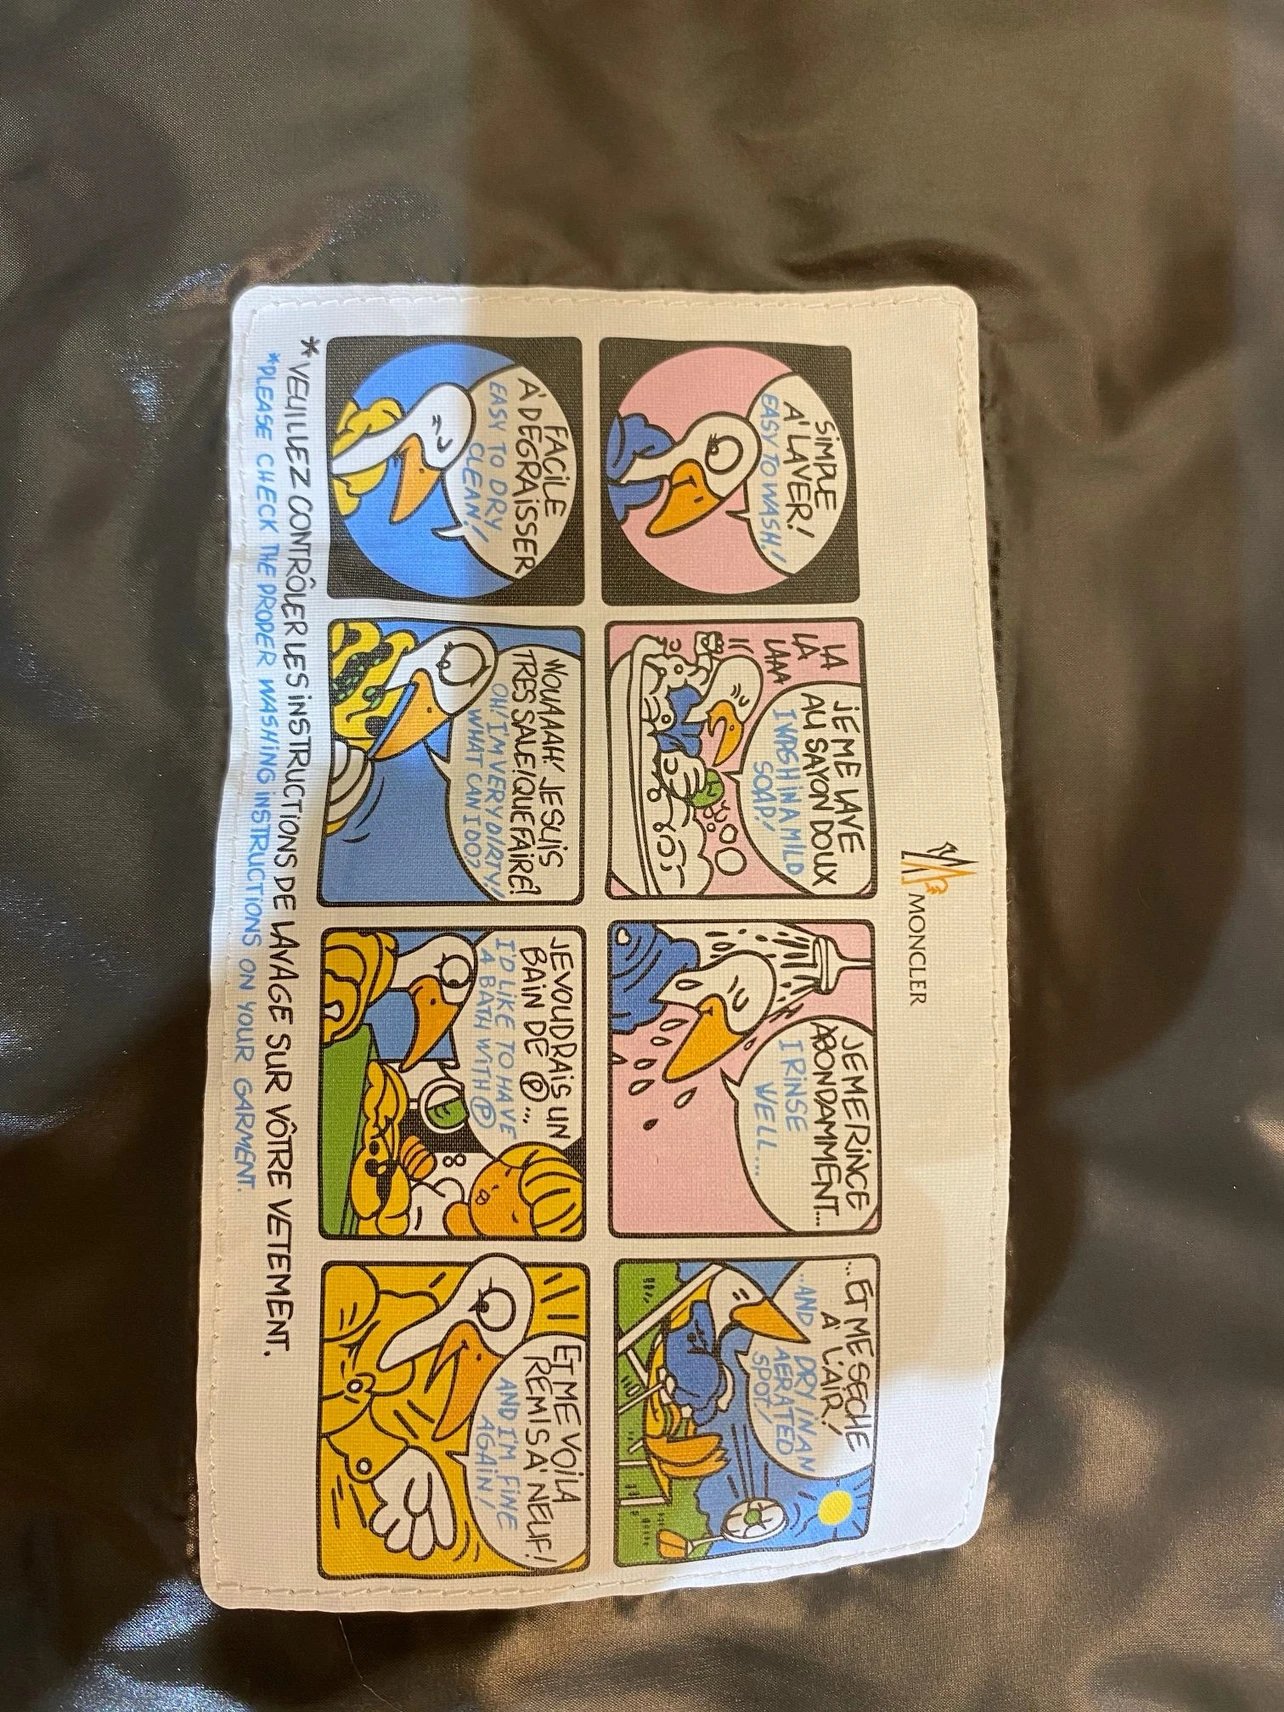 MONCLER
SIMPLE
A' LAVER!
EASY TO WASH!
LA
LA
LAAA
JE ME LAVE
AU SAVON DOUX
I WASH IN A MILD
SOAP!
JE ME RINCE
ABONDAMMENT...
I RINSE
WELL...
...ET ME SECHE
A' L'AIR!
...AND DRY IN AN
AERATED
SPOT!
FACILE
A' DEGRAISSER
EASY TO DRY
CLEAN!
WOUAAAH! JE SUIS
TRES SALE! QUE FAIRE!
OH! I'M VERY DIRTY!
WHAT CAN I DO?
JE VOUDRAIS UN
BAIN DE Ⓟ...
I'D LIKE TO HAVE
A BATH WITH Ⓟ
ET ME VOILA
REMIS A' NEUF!
AND I'M FINE
AGAIN!
*VEUILLEZ CONTRÔLER LES INSTRUCTIONS DE LAVAGE SUR VÔTRE VETEMENT.
*PLEASE CHECK THE PROPER WASHING INSTRUCTIONS ON YOUR GARMENT.